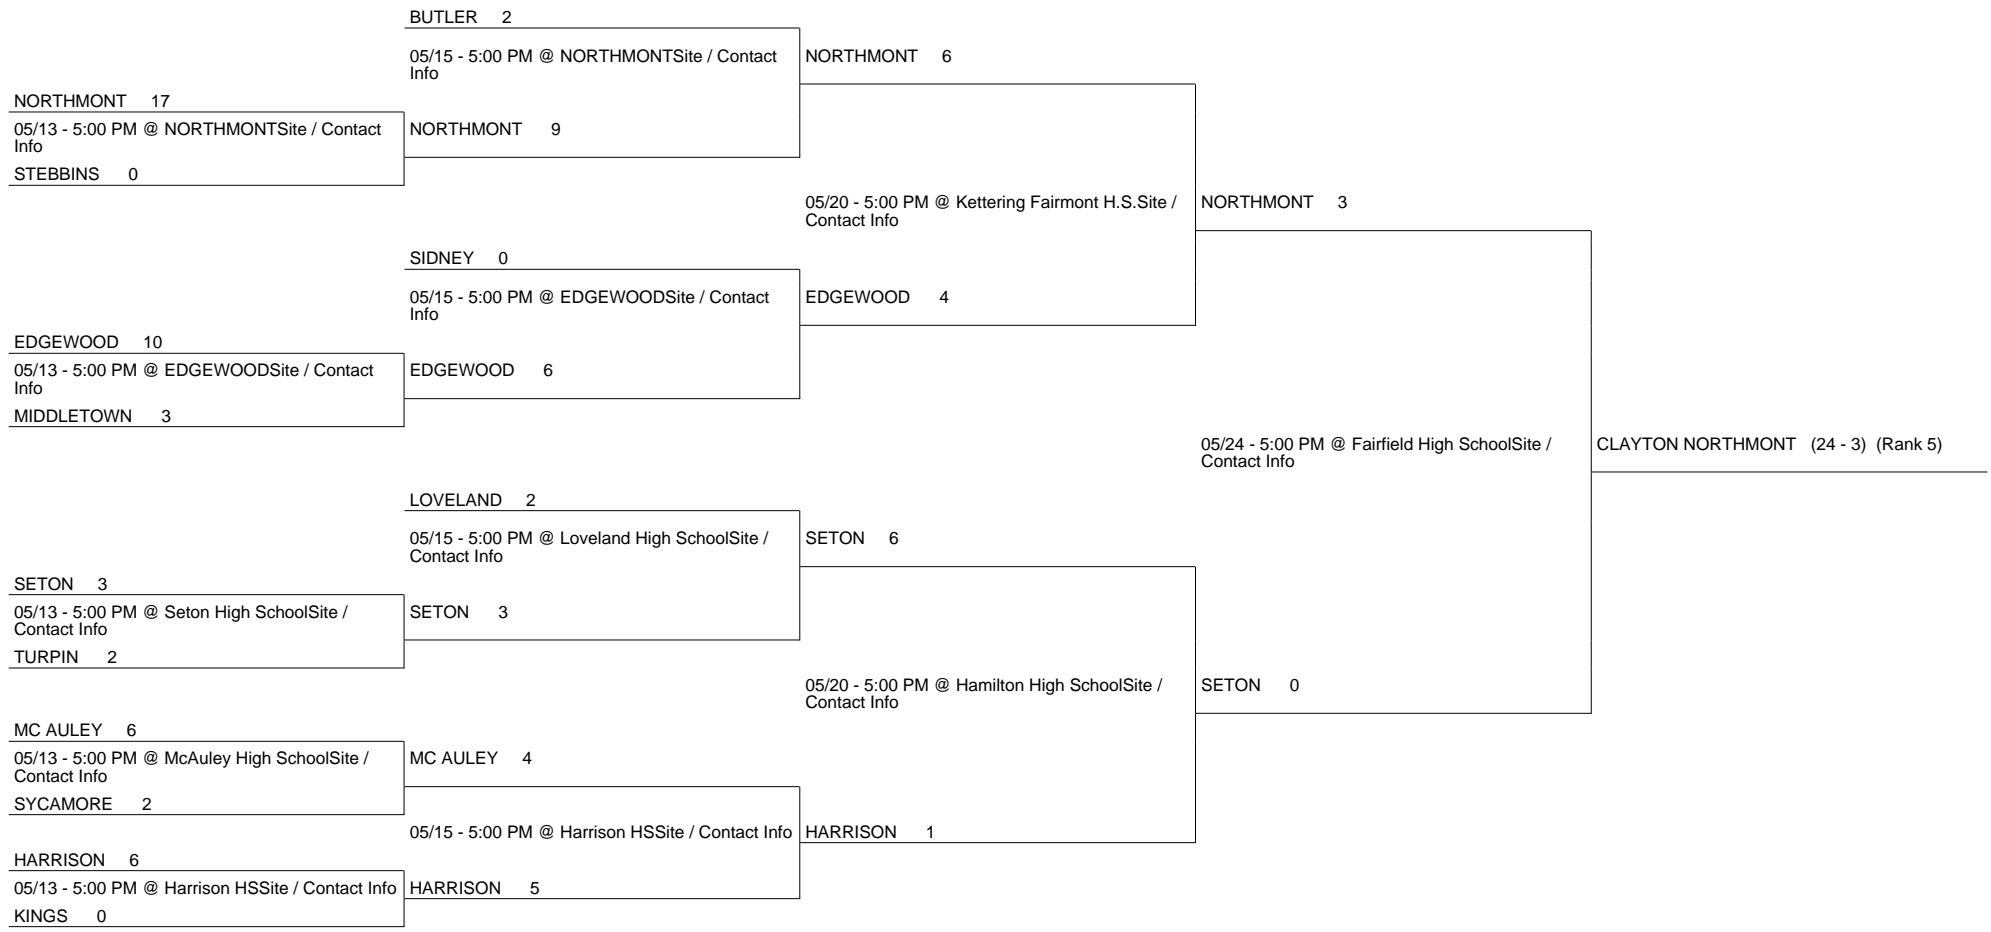 BUTLER 2
05/15 - 5:00 PM @ NORTHMONTSite / Contact
Info
NORTHMONT 6
NORTHMONT 17
05/13 - 5:00 PM @ NORTHMONTSite / Contact
Info
NORTHMONT 9
STEBBINS 0
05/20 - 5:00 PM @ Kettering Fairmont H.S.Site /
Contact Info
NORTHMONT 3
SIDNEY 0
05/15 - 5:00 PM @ EDGEWOODSite / Contact
Info
EDGEWOOD 4
EDGEWOOD 10
05/13 - 5:00 PM @ EDGEWOODSite / Contact
Info
EDGEWOOD 6
MIDDLETOWN 3
05/24 - 5:00 PM @ Fairfield High SchoolSite /
Contact Info
CLAYTON NORTHMONT (24 - 3) (Rank 5)
LOVELAND 2
05/15 - 5:00 PM @ Loveland High SchoolSite /
Contact Info
SETON 6
SETON 3
05/13 - 5:00 PM @ Seton High SchoolSite /
Contact Info
SETON 3
TURPIN 2
05/20 - 5:00 PM @ Hamilton High SchoolSite /
Contact Info
SETON 0
MC AULEY 6
05/13 - 5:00 PM @ McAuley High SchoolSite /
Contact Info
MC AULEY 4
SYCAMORE 2
05/15 - 5:00 PM @ Harrison HSSite / Contact Info
HARRISON 1
HARRISON 6
05/13 - 5:00 PM @ Harrison HSSite / Contact Info
HARRISON 5
KINGS 0